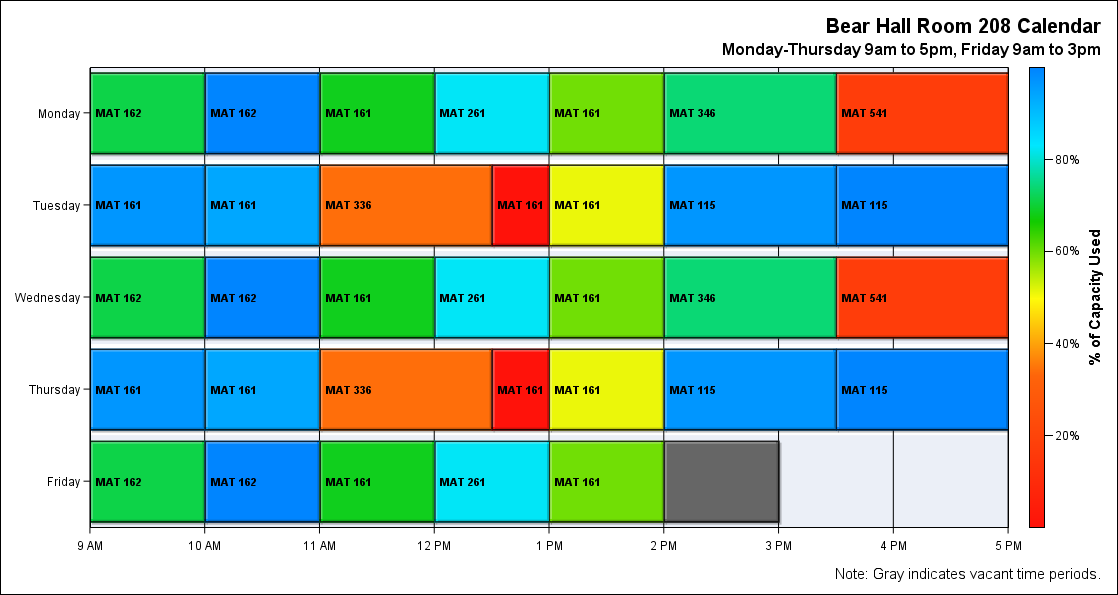 Bear Hall Room 208 Calendar
Monday-Thursday 9am to 5pm, Friday 9am to 3pm
Monday MAT 162 MAT 162 MAT 161 MAT 261 MAT 161 MAT 346 MAT 541
80%
Tuesday MAT 161 MAT 161 MAT 336 MAT 161 MAT 161 MAT 115 MAT 115
60%
Wednesday MAT 162 MAT 162 MAT 161 MAT 261 MAT 161 MAT 346 MAT 541
% of Capacity Used
40%
Thursday MAT 161 MAT 161 MAT 336 MAT 161 MAT 161 MAT 115 MAT 115
20%
Friday MAT 162 MAT 162 MAT 161 MAT 261 MAT 161
9 AM 10 AM 11 AM 12 PM 1 PM 2 PM 3 PM 4 PM 5 PM
Note: Gray indicates vacant time periods.